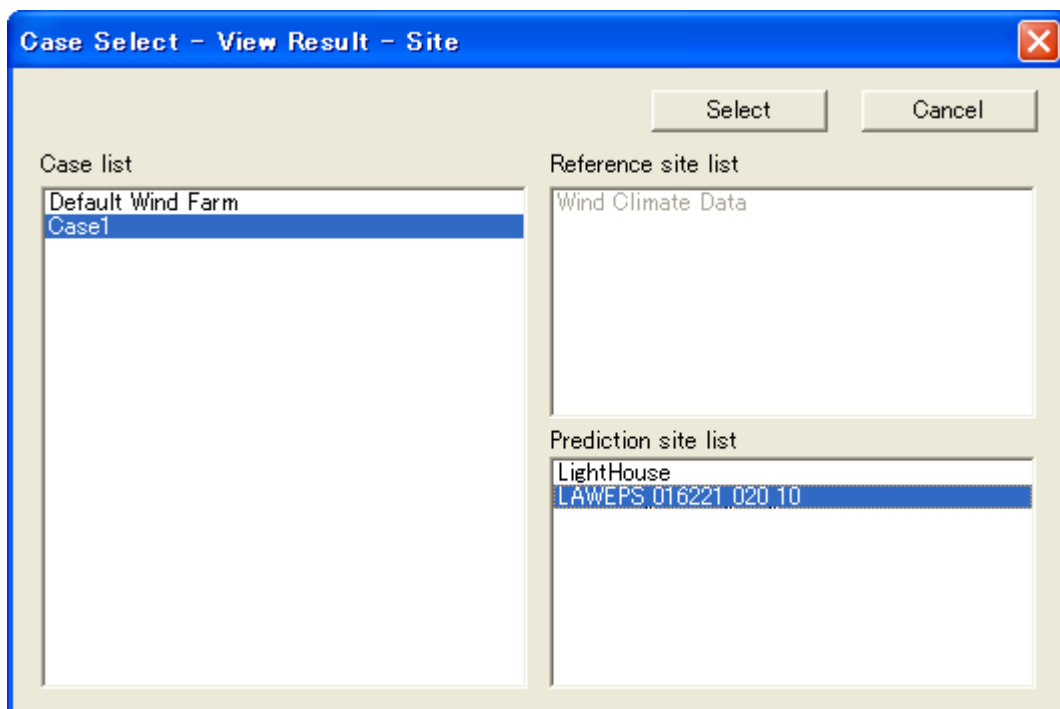 Case Select - View Result - Site
Select
Cancel
Case list
Default Wind Farm
Case1
Reference site list
Wind Climate Data
Prediction site list
LightHouse
LAWEPS_016221_020_10